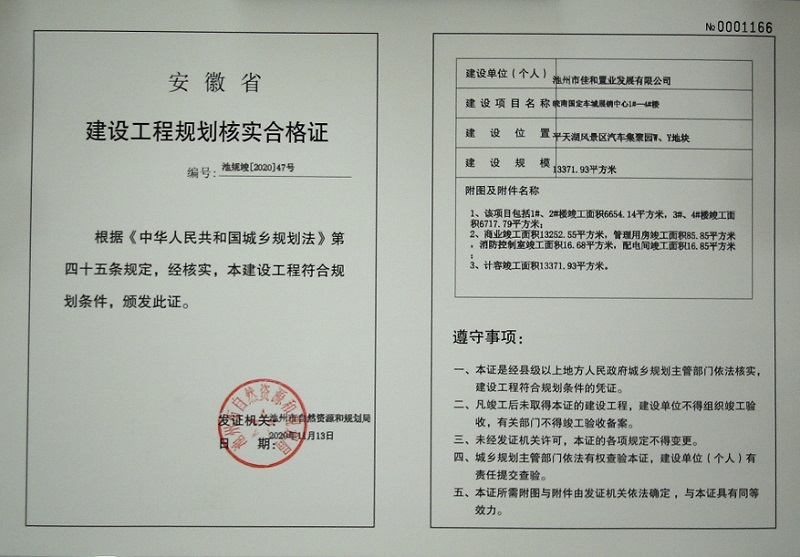 安徽省
建设工程规划核实合格证
编号: 池规竣[2020]47号
根据《中华人民共和国城乡规划法》第
四十五条规定，经核实，本建设工程符合规
划条件，颁发此证。
发证机关: 池州市自然资源和规划局
日 期: 2020年11月13日
№0001166
建设单位（个人） 池州市佳和置业发展有限公司
建设项目名称 皖南国定车城展销中心1#—4#楼
建设位置 平天湖风景区汽车集聚园W、Y地块
建设规模 13371.93平方米
附图及附件名称
1、该项目包括1#、2#楼竣工面积6654.14平方米，3#、4#楼竣工面
积6717.79平方米；
2、商业竣工面积13252.55平方米，管理用房竣工面积85.85平方米
，消防控制室竣工面积16.68平方米，配电间竣工面积16.85平方米
；
3、计容竣工面积13371.93平方米。
遵守事项：
一、本证是经县级以上地方人民政府城乡规划主管部门依法核实，
建设工程符合规划条件的凭证。
二、凡竣工后未取得本证的建设工程，建设单位不得组织竣工验
收，有关部门不得竣工验收备案。
三、未经发证机关许可，本证的各项规定不得变更。
四、城乡规划主管部门依法有权查验本证，建设单位（个人）有
责任提交查验。
五、本证所需附图与附件由发证机关依法确定，与本证具有同等
效力。